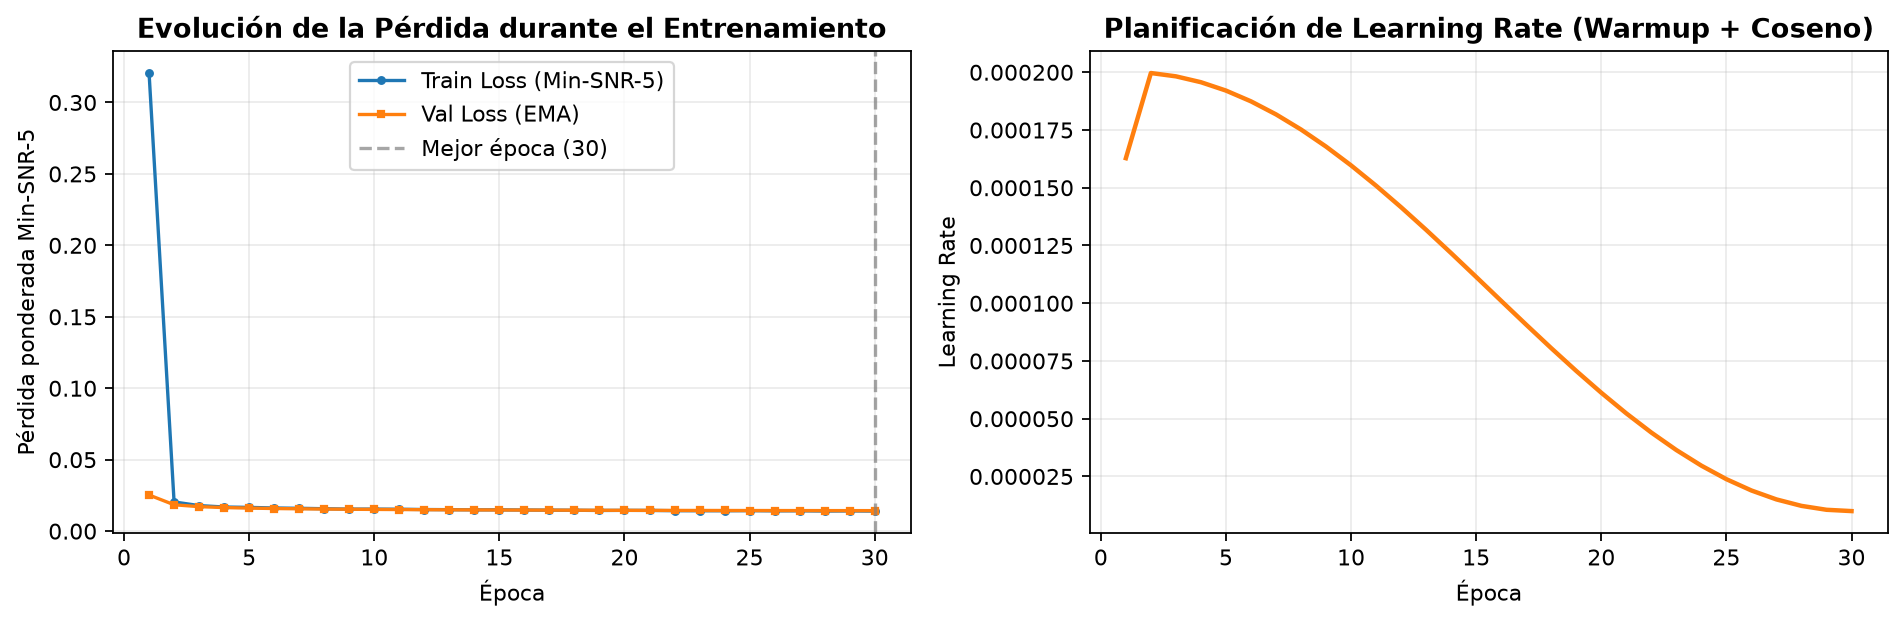 Evolución de la Pérdida durante el Entrenamiento
Pérdida ponderada Min-SNR-5
0.30
0.25
0.20
0.15
0.10
0.05
0.00
Train Loss (Min-SNR-5)
Val Loss (EMA)
Mejor época (30)
0 5 10 15 20 25 30
Época
Planificación de Learning Rate (Warmup + Coseno)
Learning Rate
0.000200
0.000175
0.000150
0.000125
0.000100
0.000075
0.000050
0.000025
0 5 10 15 20 25 30
Época